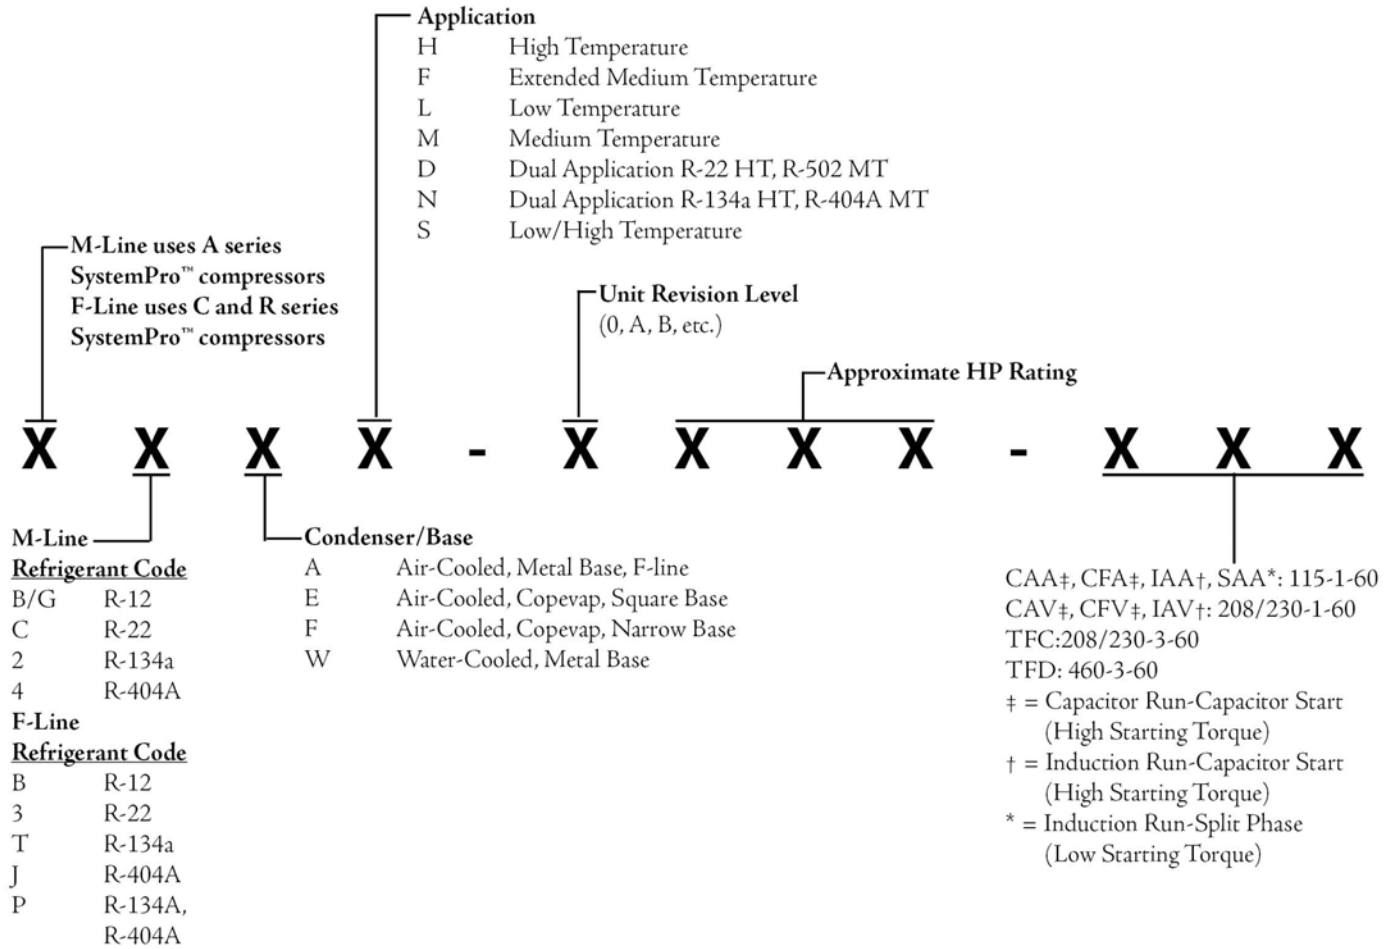 Application
H High Temperature
F Extended Medium Temperature
L Low Temperature
M Medium Temperature
D Dual Application R-22 HT, R-502 MT
N Dual Application R-134a HT, R-404A MT
S Low/High Temperature
M-Line uses A series
SystemPro™ compressors
F-Line uses C and R series
SystemPro™ compressors
Unit Revision Level
(0, A, B, etc.)
Approximate HP Rating
X X X X - X X X X - X X X
M-Line
Refrigerant Code
B/G R-12
C R-22
2 R-134a
4 R-404A
F-Line
Refrigerant Code
B R-12
3 R-22
T R-134a
J R-404A
P R-134A,
R-404A
Condenser/Base
A Air-Cooled, Metal Base, F-line
E Air-Cooled, Copevap, Square Base
F Air-Cooled, Copevap, Narrow Base
W Water-Cooled, Metal Base
CAA‡, CFA‡, IAA†, SAA*: 115-1-60
CAV‡, CFV‡, IAV†: 208/230-1-60
TFC:208/230-3-60
TFD: 460-3-60
‡ = Capacitor Run-Capacitor Start
(High Starting Torque)
† = Induction Run-Capacitor Start
(High Starting Torque)
* = Induction Run-Split Phase
(Low Starting Torque)